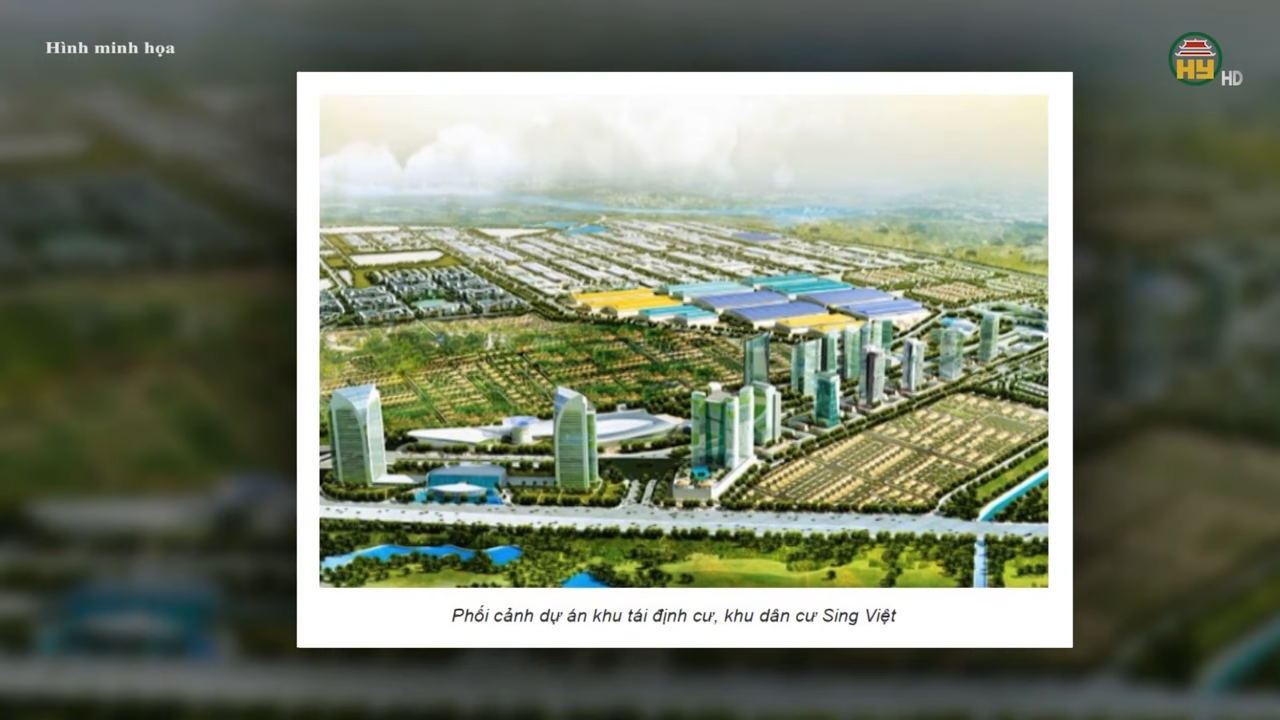 Hình minh họa
HY
HD
Phối cảnh dự án khu tái định cư, khu dân cư Sing Việt